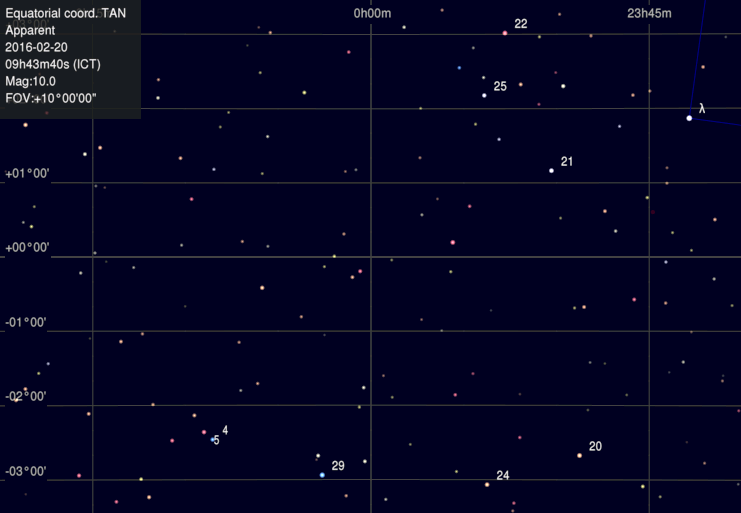 Equatorial coord. TAN
Apparent
2016-02-20
09h43m40s (ICT)
Mag:10.0
FOV:+10°00'00"
0h00m
23h45m
22
25
λ
21
+01°00'
+00°00'
-01°00'
-02°00'
4
5
20
29
24
-03°00'